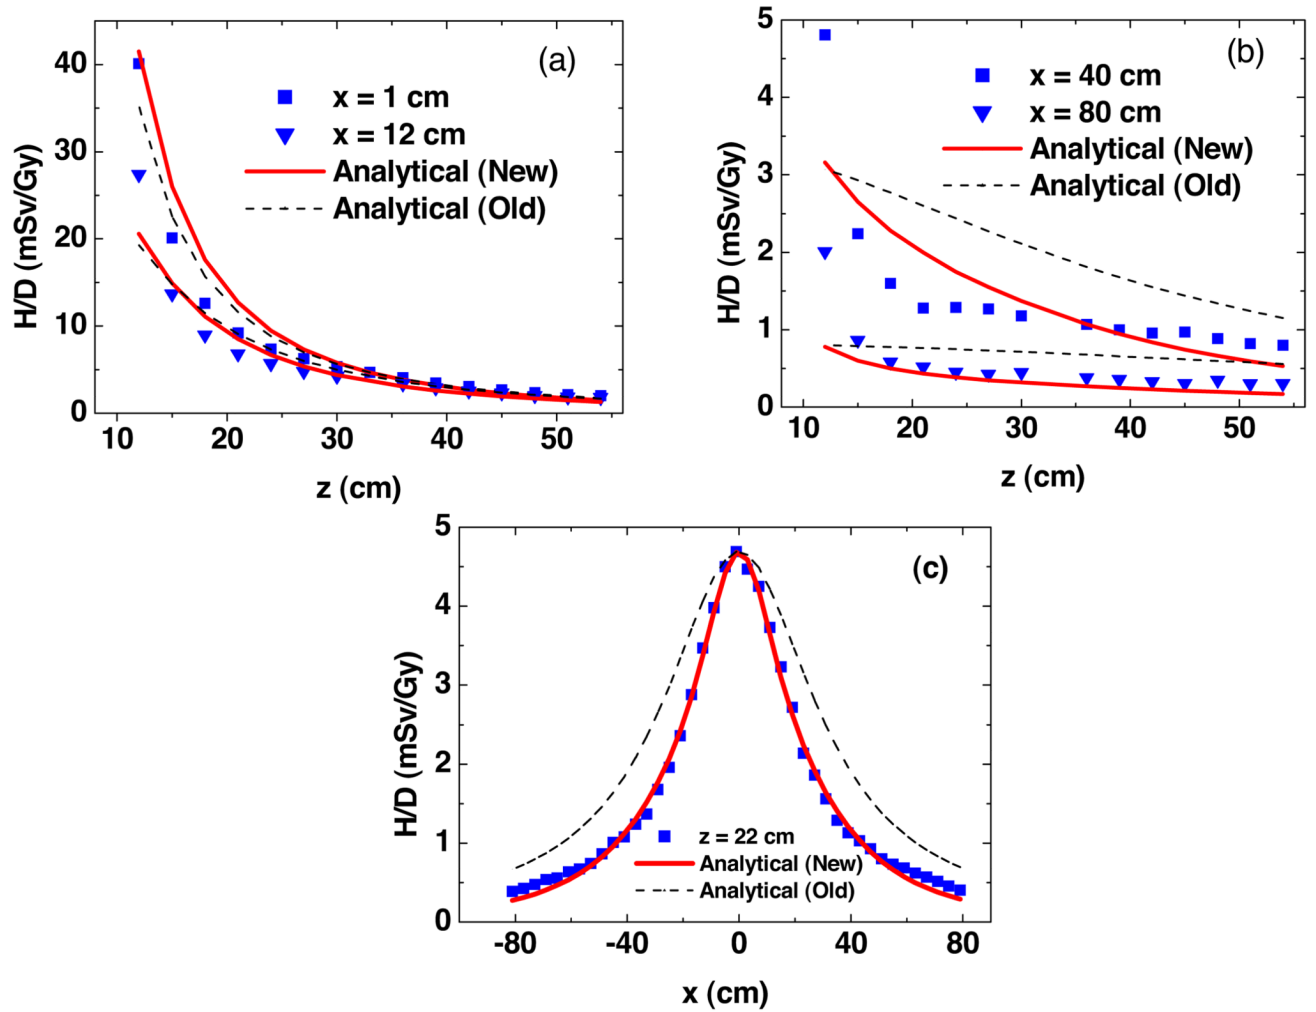 (a)
40
30
20
10
0
H/D (mSv/Gy)
x = 1 cm
x = 12 cm
Analytical (New)
Analytical (Old)
10 20 30 40 50
z (cm)
(b)
5
4
3
2
1
0
H/D (mSv/Gy)
x = 40 cm
x = 80 cm
Analytical (New)
Analytical (Old)
10 20 30 40 50
z (cm)
(c)
5
4
3
2
1
0
H/D (mSv/Gy)
z = 22 cm
Analytical (New)
Analytical (Old)
-80 -40 0 40 80
x (cm)